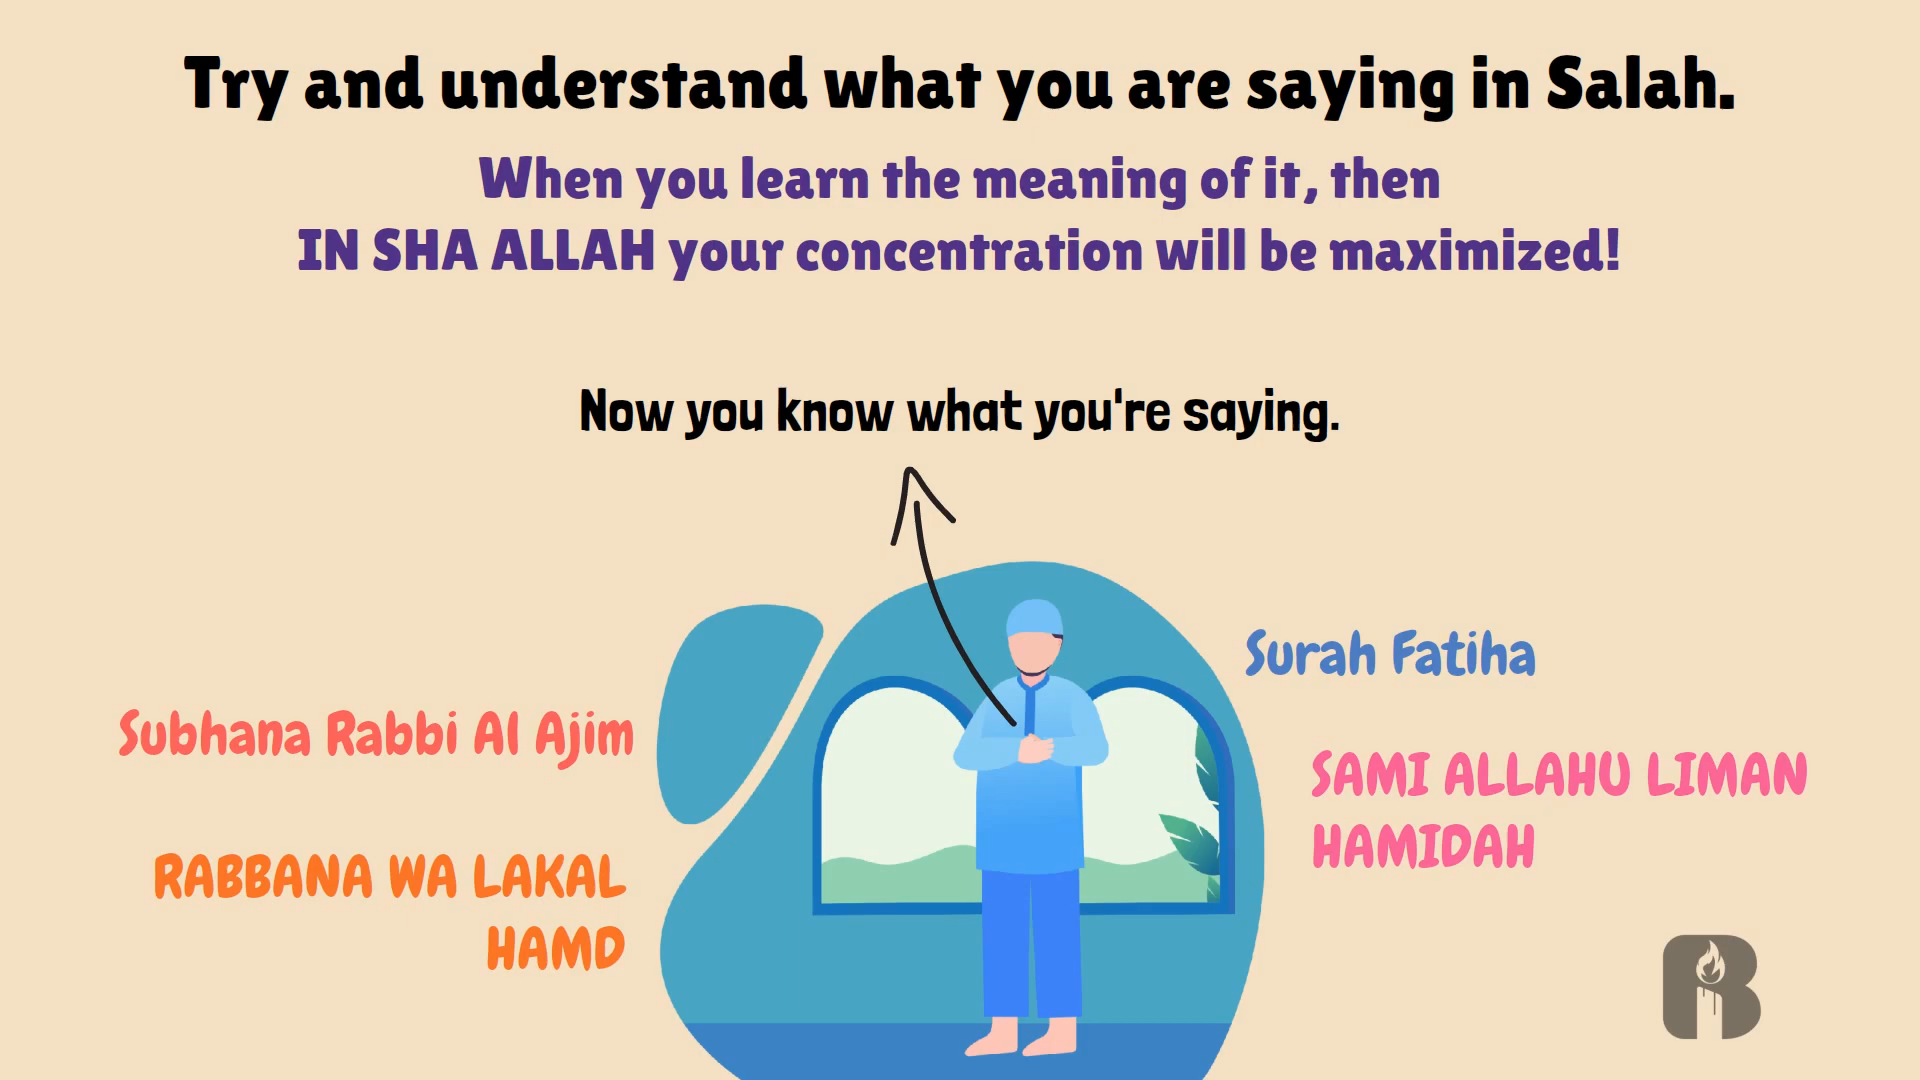 Try and understand what you are saying in Salah.
When you learn the meaning of it, then
IN SHA ALLAH your concentration will be maximized!
Now you know what you're saying.
Subhana Rabbi Al Ajim
RABBANA WA LAKAL
HAMD
Surah Fatiha
SAMI ALLAHU LIMAN
HAMIDAH
B